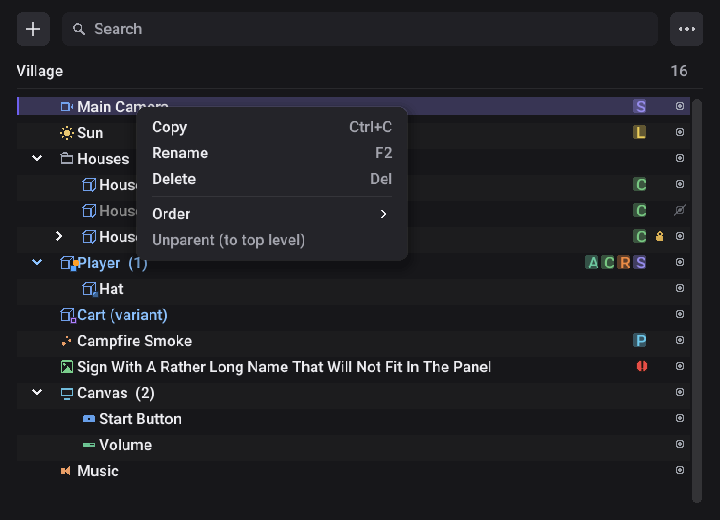 Search
Village 16
Main Camera S
Sun L
Copy Ctrl+C
Rename F2
Delete Del
Order
Unparent (to top level)
Houses
C
C
C
Player (1) A C R S
Hat
Cart (variant)
Campfire Smoke P
Sign With A Rather Long Name That Will Not Fit In The Panel
Canvas (2)
Start Button
Volume
Music